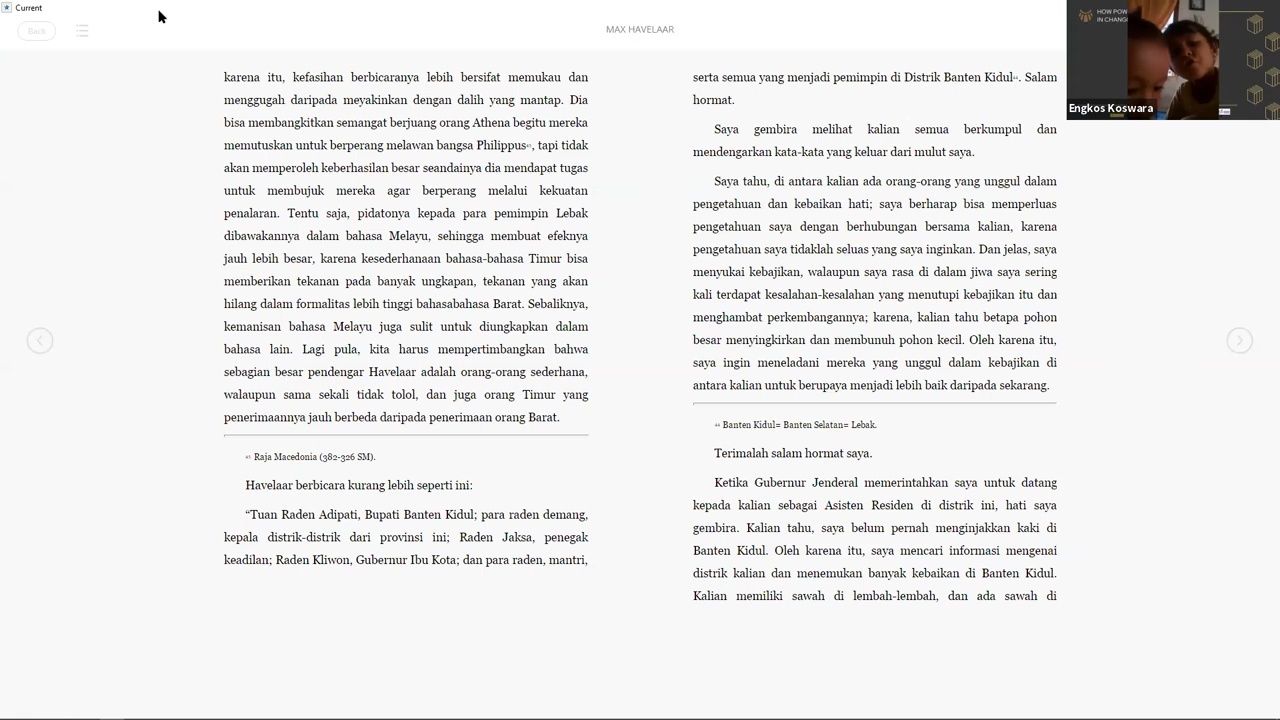 Current
Back
MAX HAVELAAR
HOW POW
IN CHANGI
Engkos Koswara
karena itu, kefasihan berbicaranya lebih bersifat memukau dan
menggugah daripada meyakinkan dengan dalih yang mantap. Dia
bisa membangkitkan semangat berjuang orang Athena begitu mereka
memutuskan untuk berperang melawan bangsa Philippus⁴³, tapi tidak
akan memperoleh keberhasilan besar seandainya dia mendapat tugas
untuk membujuk mereka agar berperang melalui kekuatan
penalaran. Tentu saja, pidatonya kepada para pemimpin Lebak
dibawakannya dalam bahasa Melayu, sehingga membuat efeknya
jauh lebih besar, karena kesederhanaan bahasa-bahasa Timur bisa
memberikan tekanan pada banyak ungkapan, tekanan yang akan
hilang dalam formalitas lebih tinggi bahasabahasa Barat. Sebaliknya,
kemanisan bahasa Melayu juga sulit untuk diungkapkan dalam
bahasa lain. Lagi pula, kita harus mempertimbangkan bahwa
sebagian besar pendengar Havelaar adalah orang-orang sederhana,
walaupun sama sekali tidak tolol, dan juga orang Timur yang
penerimaannya jauh berbeda daripada penerimaan orang Barat.
⁴³ Raja Macedonia (382-326 SM).
Havelaar berbicara kurang lebih seperti ini:
“Tuan Raden Adipati, Bupati Banten Kidul; para raden demang,
kepala distrik-distrik dari provinsi ini; Raden Jaksa, penegak
keadilan; Raden Kliwon, Gubernur Ibu Kota; dan para raden, mantri,
serta semua yang menjadi pemimpin di Distrik Banten Kidul⁴⁴. Salam
hormat.
Saya gembira melihat kalian semua berkumpul dan
mendengarkan kata-kata yang keluar dari mulut saya.
Saya tahu, di antara kalian ada orang-orang yang unggul dalam
pengetahuan dan kebaikan hati; saya berharap bisa memperluas
pengetahuan saya dengan berhubungan bersama kalian, karena
pengetahuan saya tidaklah seluas yang saya inginkan. Dan jelas, saya
menyukai kebajikan, walaupun saya rasa di dalam jiwa saya sering
kali terdapat kesalahan-kesalahan yang menutupi kebajikan itu dan
menghambat perkembangannya; karena, kalian tahu betapa pohon
besar menyingkirkan dan membunuh pohon kecil. Oleh karena itu,
saya ingin meneladani mereka yang unggul dalam kebajikan di
antara kalian untuk berupaya menjadi lebih baik daripada sekarang.
⁴⁴ Banten Kidul= Banten Selatan= Lebak.
Terimalah salam hormat saya.
Ketika Gubernur Jenderal memerintahkan saya untuk datang
kepada kalian sebagai Asisten Residen di distrik ini, hati saya
gembira. Kalian tahu, saya belum pernah menginjakkan kaki di
Banten Kidul. Oleh karena itu, saya mencari informasi mengenai
distrik kalian dan menemukan banyak kebaikan di Banten Kidul.
Kalian memiliki sawah di lembah-lembah, dan ada sawah di